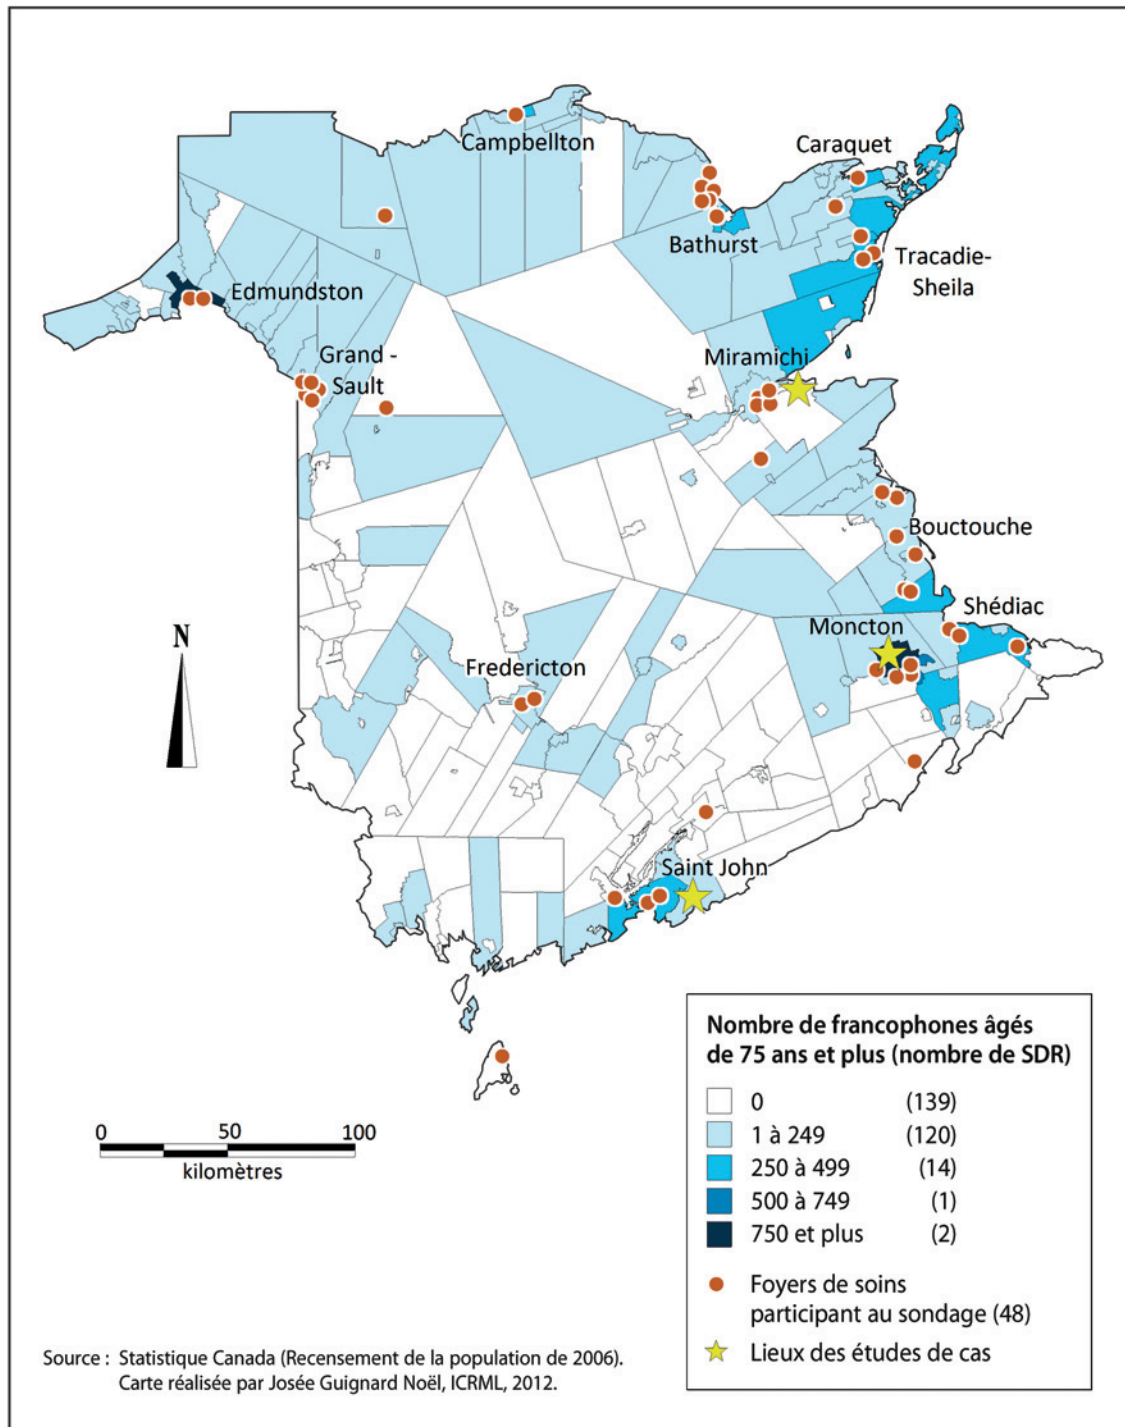 Campbellton
Caraquet
Bathurst
Tracadie-
Sheila
Edmundston
Grand -
Sault
Miramichi
Bouctouche
Shédiac
Moncton
N
Fredericton
Saint John
0 50 100
kilomètres
Nombre de francophones âgés
de 75 ans et plus (nombre de SDR)
0 (139)
1 à 249 (120)
250 à 499 (14)
500 à 749 (1)
750 et plus (2)
Foyers de soins
participant au sondage (48)
Lieux des études de cas
Source : Statistique Canada (Recensement de la population de 2006).
Carte réalisée par Josée Guignard Noël, ICRML, 2012.